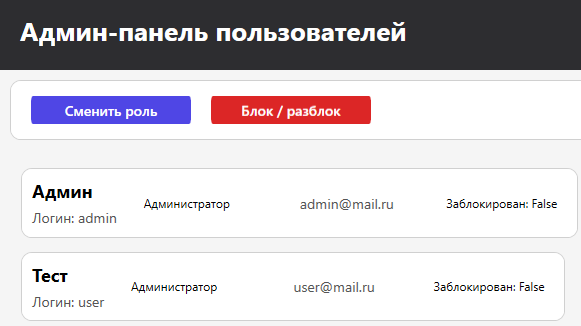 Админ-панель пользователей
Сменить роль
Блок / разблок
Админ
Логин: admin
Администратор
admin@mail.ru
Заблокирован: False
Тест
Логин: user
Администратор
user@mail.ru
Заблокирован: False